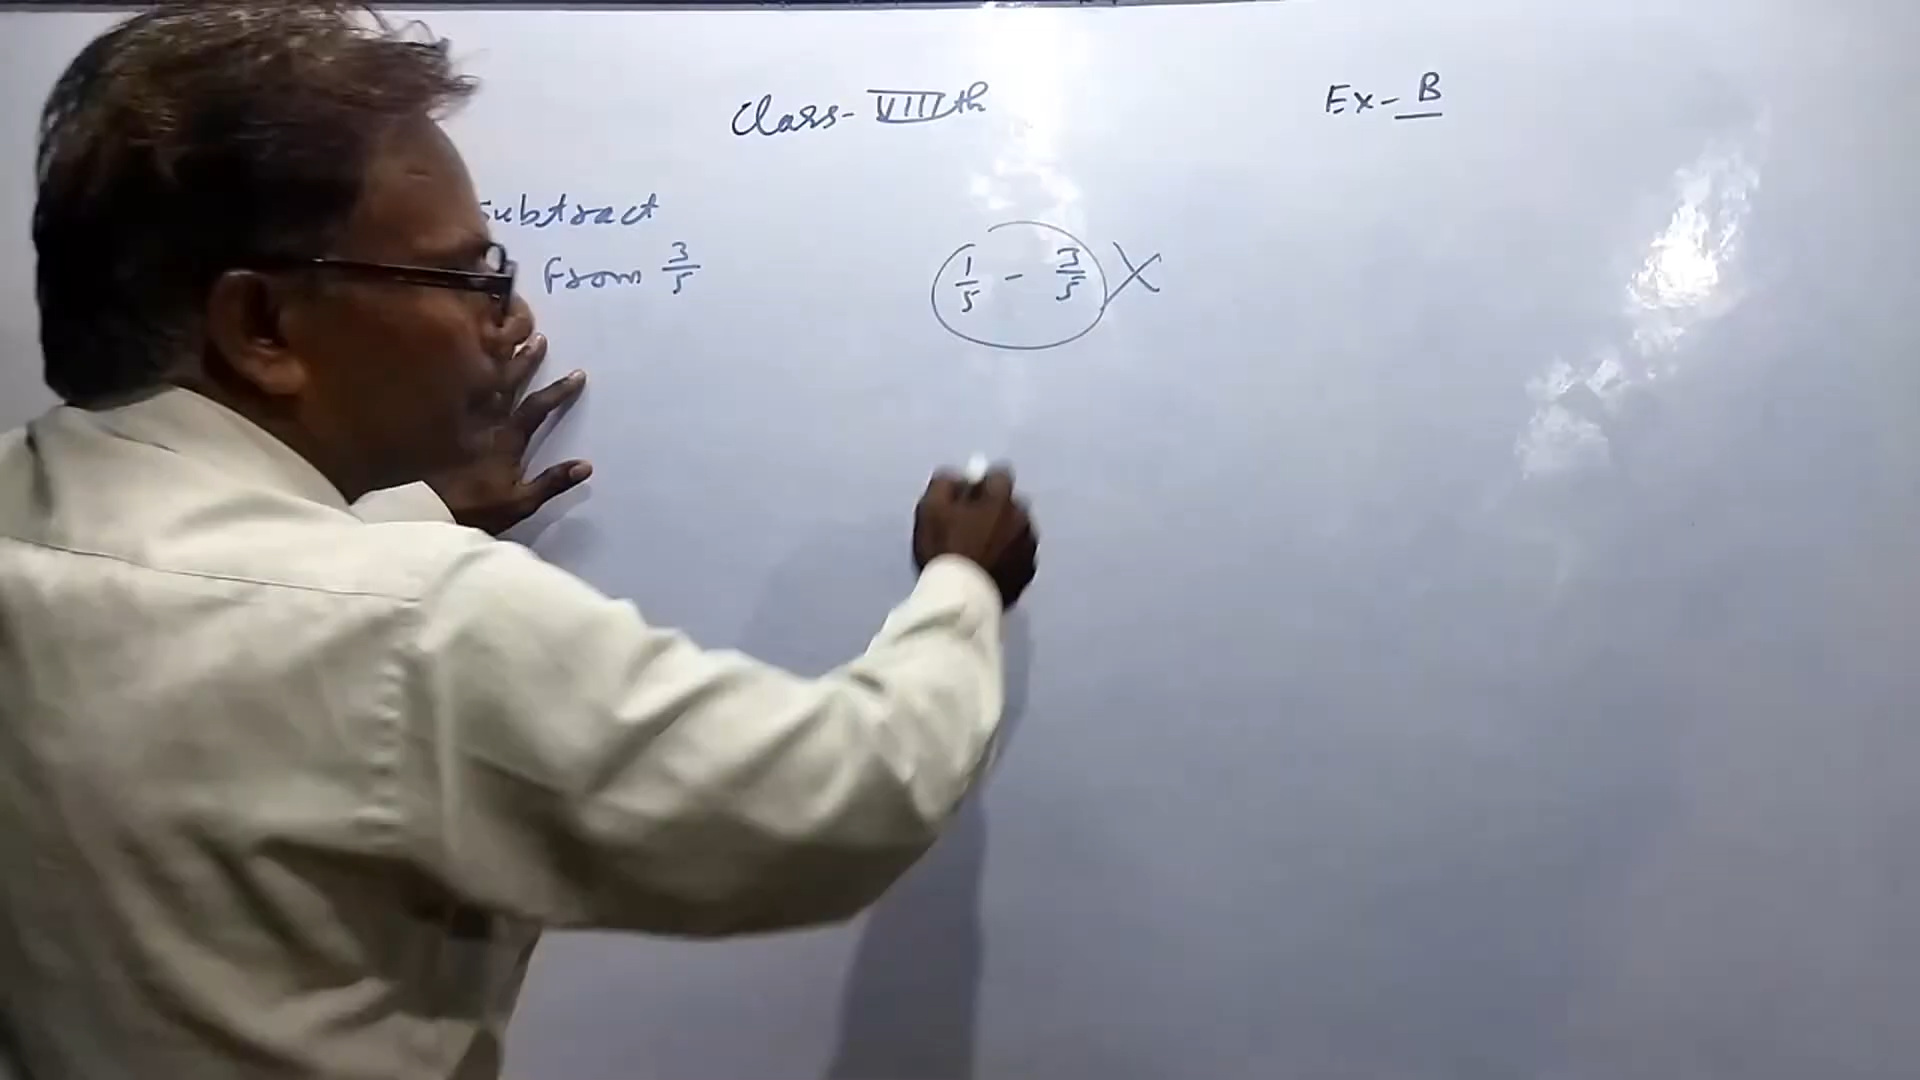 Class- VIIIth
Ex- B
Subtract
From 3/5
1/5 - 3/5 X